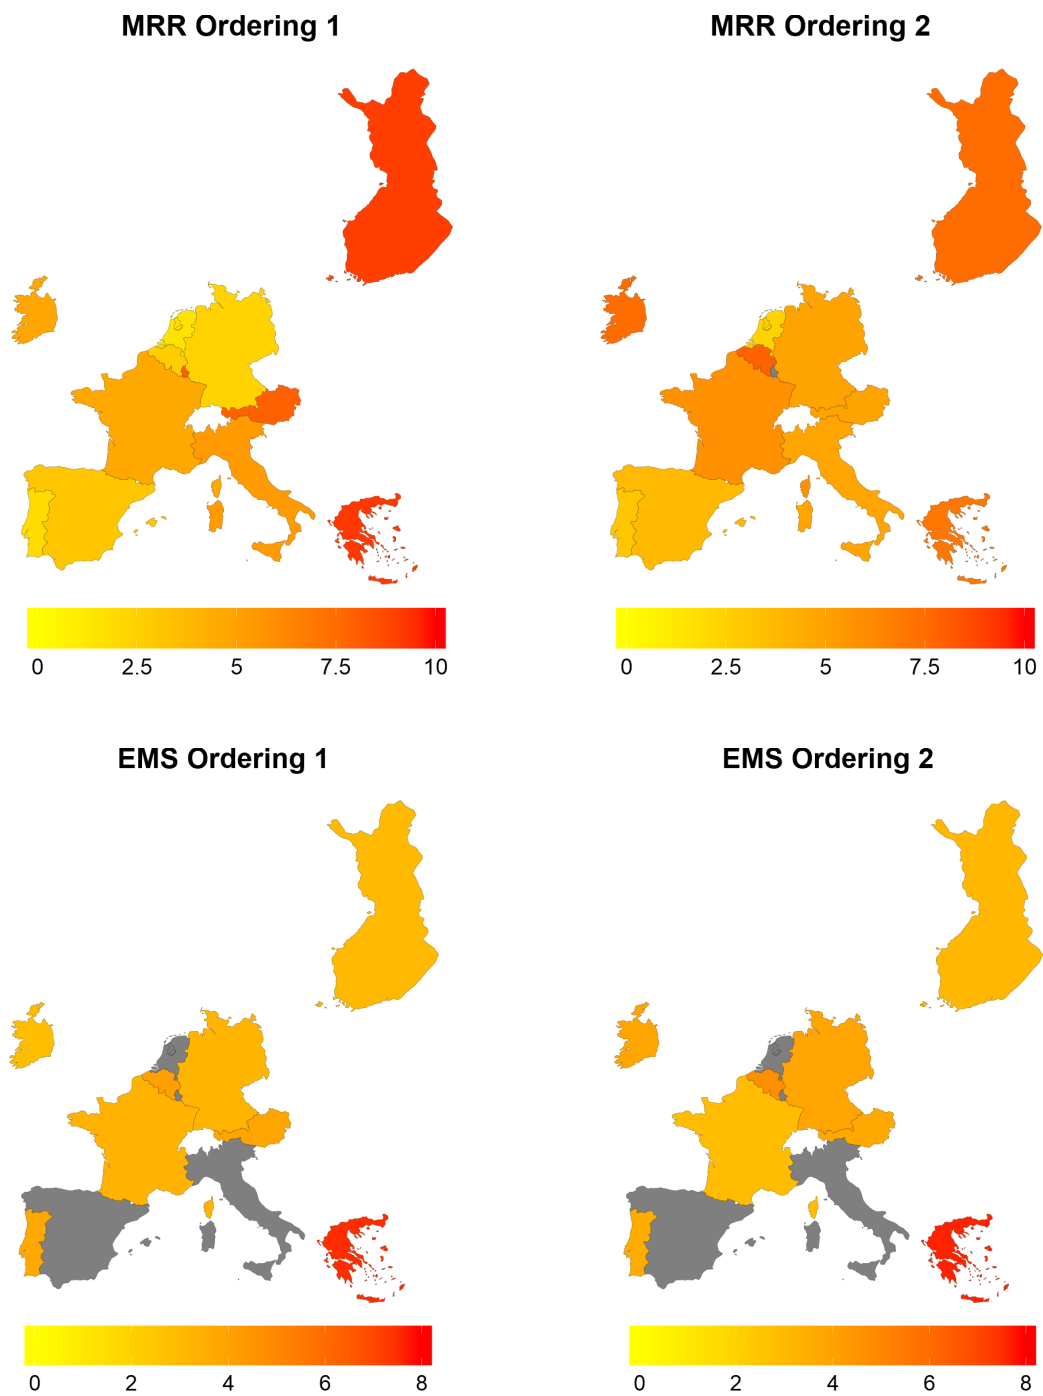 MRR Ordering 1
MRR Ordering 2
0 2.5 5 7.5 10
0 2.5 5 7.5 10
EMS Ordering 1
EMS Ordering 2
0 2 4 6 8
0 2 4 6 8